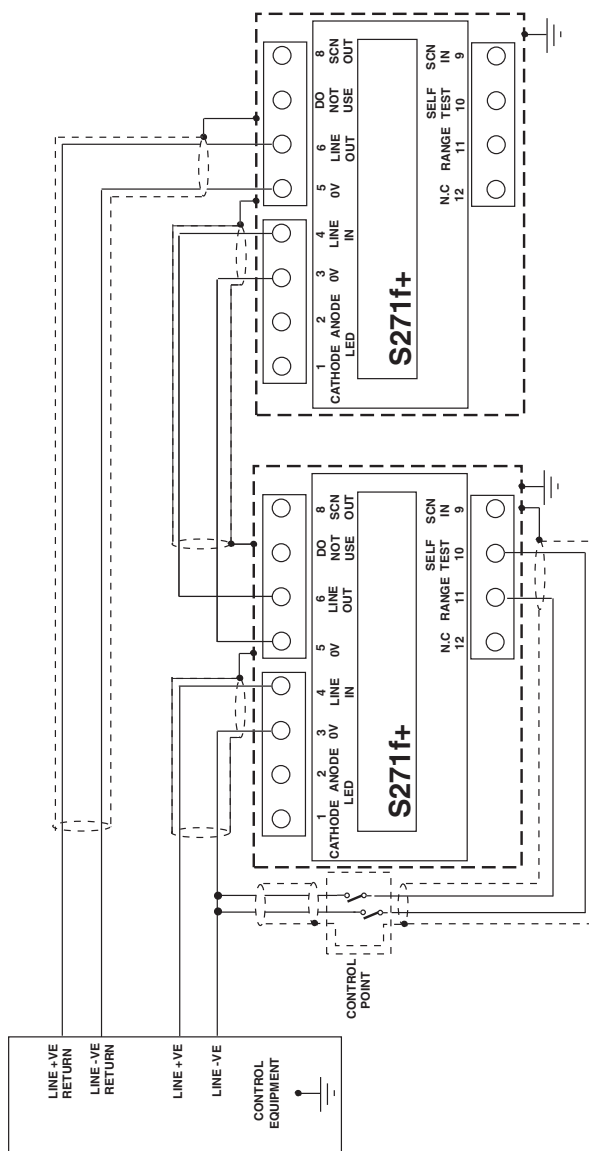 LINE +VE
RETURN
LINE -VE
RETURN
LINE +VE
LINE -VE
CONTROL
EQUIPMENT
CONTROL
POINT
1 2 3 4 5 6 DO 8
CATHODE ANODE 0V LINE 0V LINE NOT SCN
LED IN OUT USE OUT
S271f+
SELF SCN
N.C RANGE TEST IN
12 11 10 9
1 2 3 4 5 6 DO 8
CATHODE ANODE 0V LINE 0V LINE NOT SCN
LED IN OUT USE OUT
S271f+
SELF SCN
N.C RANGE TEST IN
12 11 10 9